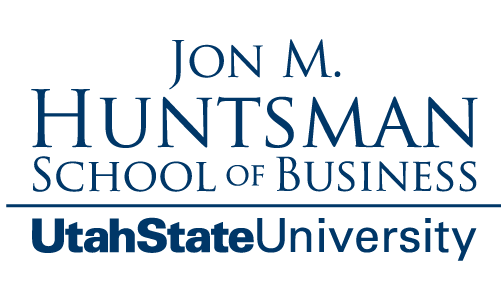 JON M.
HUNTSMAN
SCHOOL OF BUSINESS
UtahStateUniversity